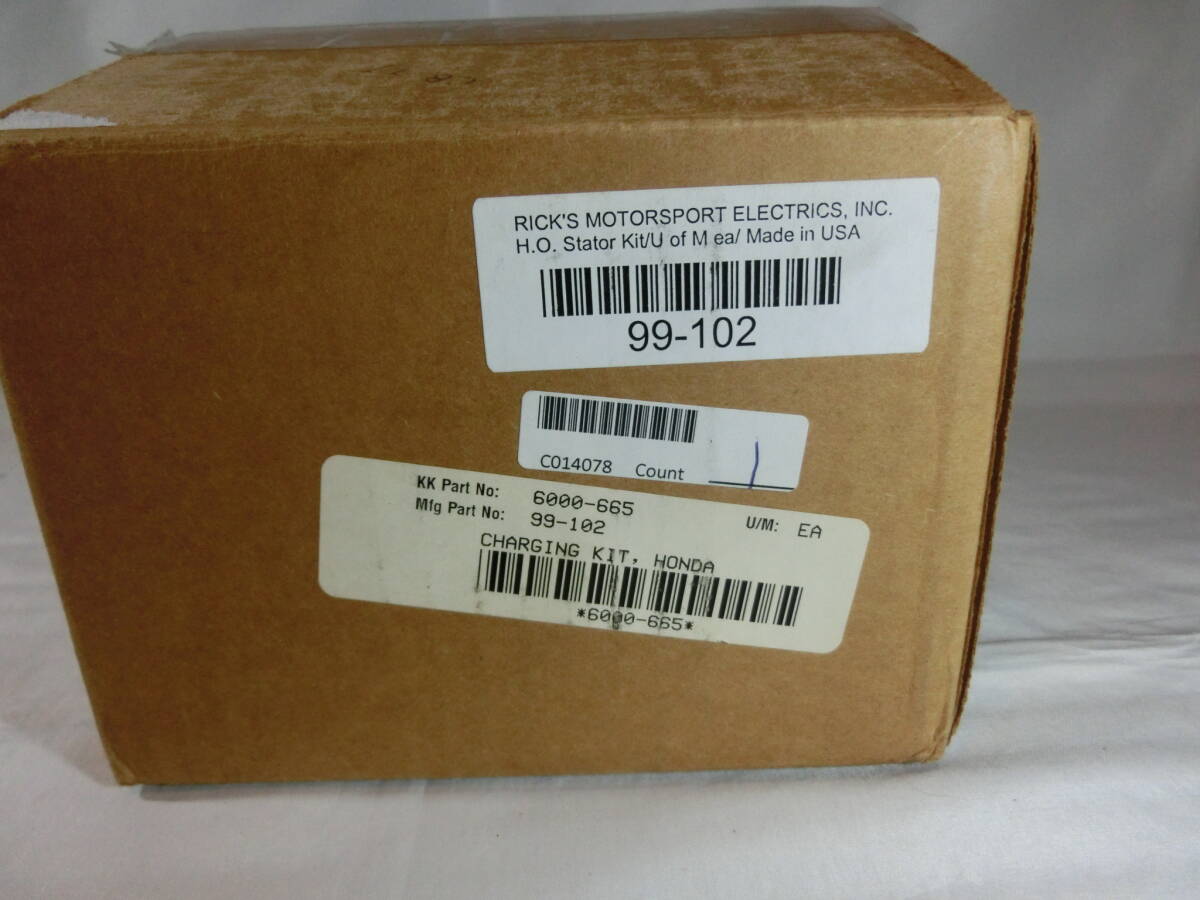 RICK'S MOTORSPORT ELECTRICS, INC.
H.O. Stator Kit/U of M ea/ Made in USA
99-102
C014078 Count 1
KK Part No: 6000-665
Mfg Part No: 99-102 U/M: EA
CHARGING KIT, HONDA
*6000-665*